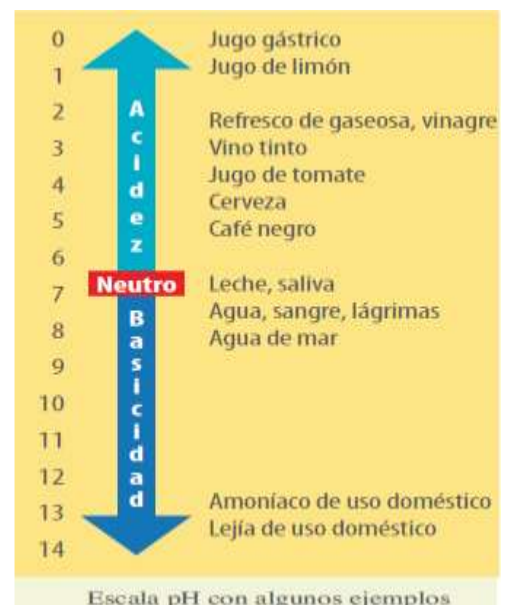 0 Jugo gástrico
1 Jugo de limón
2 Refresco de gaseosa, vinagre
3 Vino tinto
4 Jugo de tomate
Cerveza
5 Café negro
6
Acidez
Neutro
7 Leche, saliva
Agua, sangre, lágrimas
8 Agua de mar
9
10
11
12
Basicidad
13 Amoníaco de uso doméstico
Lejía de uso doméstico
14
Escala pH con algunos ejemplos